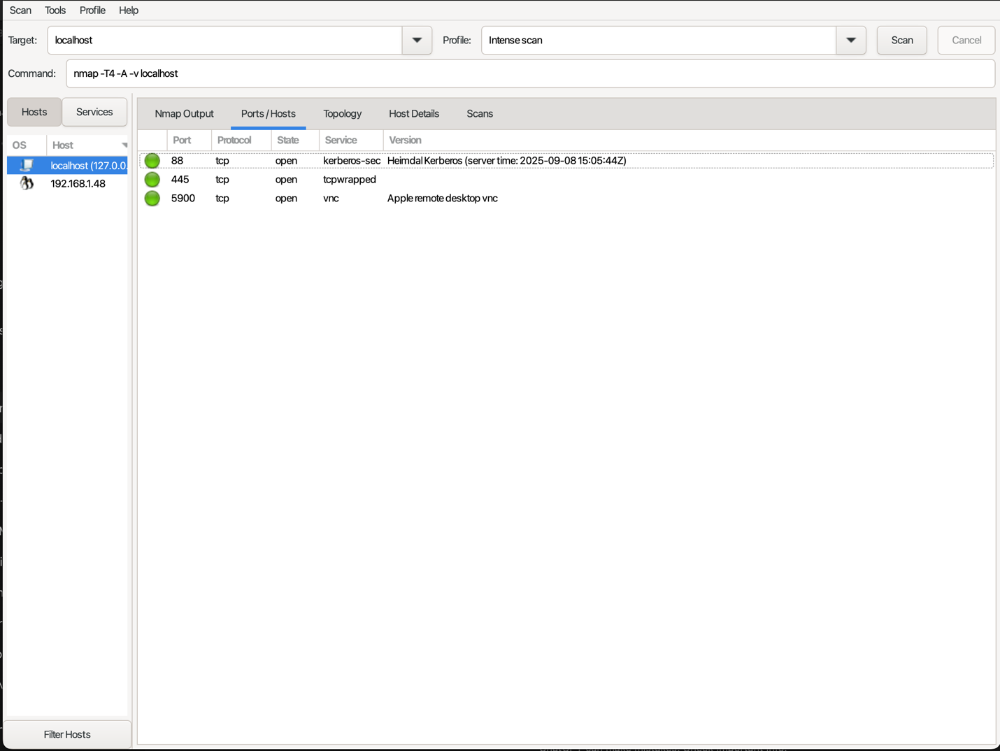 Scan Tools Profile Help
Target: localhost Profile: Intense scan Scan Cancel
Command: nmap -T4 -A -v localhost
Hosts Services
OS Host
localhost (127.0.0.
192.168.1.48
Filter Hosts
Nmap Output Ports / Hosts Topology Host Details Scans
Port Protocol State Service Version
88 tcp open kerberos-sec Heimdal Kerberos (server time: 2025-09-08 15:05:44Z)
445 tcp open tcpwrapped
5900 tcp open vnc Apple remote desktop vnc